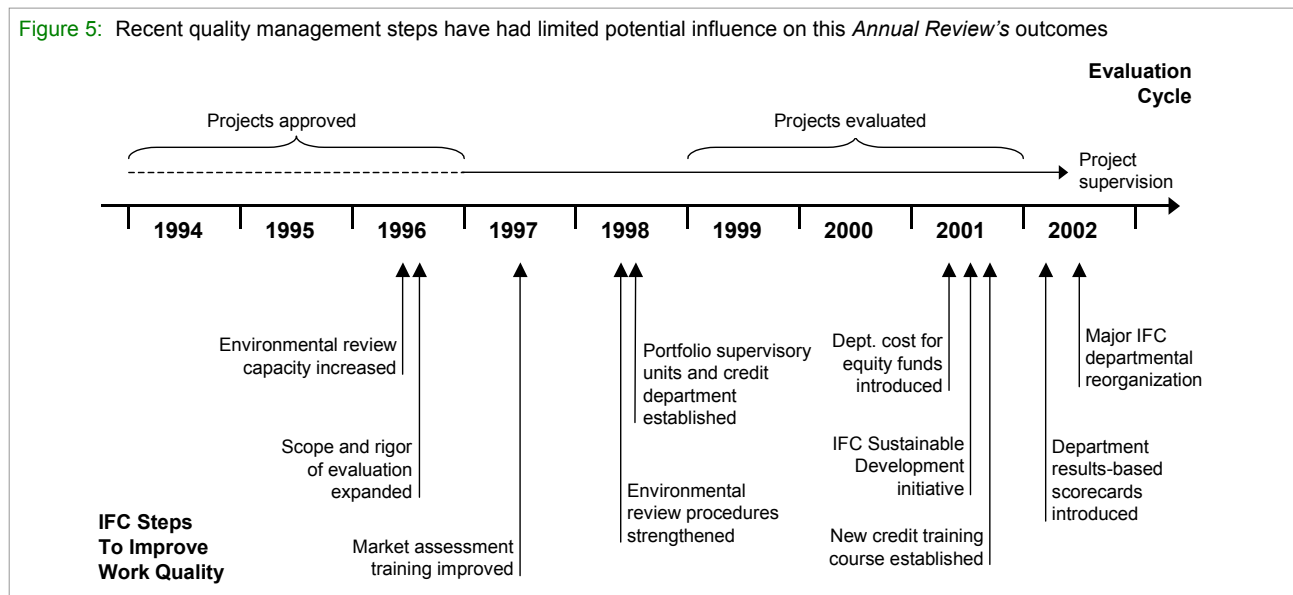 Figure 5: Recent quality management steps have had limited potential influence on this Annual Review's outcomes
Evaluation
Cycle
Projects approved
Projects evaluated
Project
supervision
1994 1995 1996 1997 1998 1999 2000 2001 2002
Environmental review
capacity increased
Scope and rigor
of evaluation
expanded
Market assessment
training improved
Portfolio supervisory
units and credit
department
established
Environmental
review procedures
strengthened
Dept. cost for
equity funds
introduced
IFC Sustainable
Development
initiative
New credit training
course established
Major IFC
departmental
reorganization
Department
results-based
scorecards
introduced
IFC Steps
To Improve
Work Quality